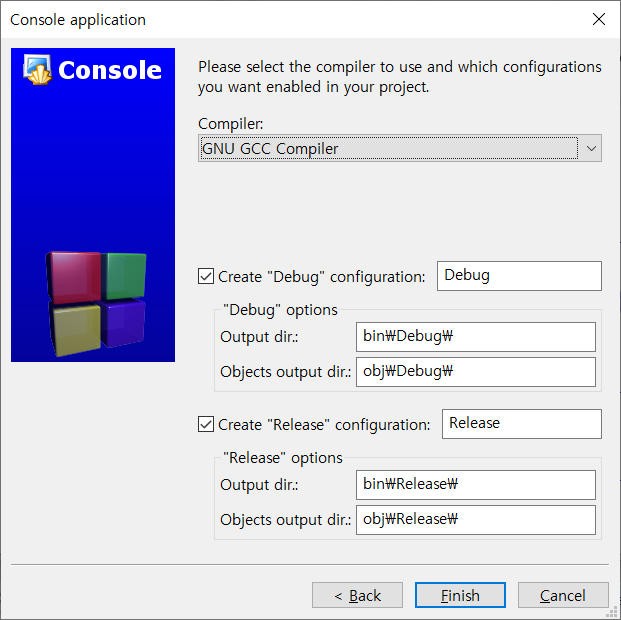 Console application
Console
Please select the compiler to use and which configurations
you want enabled in your project.
Compiler:
GNU GCC Compiler
Create "Debug" configuration: Debug
"Debug" options
Output dir.: bin₩Debug₩
Objects output dir.: obj₩Debug₩
Create "Release" configuration: Release
"Release" options
Output dir.: bin₩Release₩
Objects output dir.: obj₩Release₩
< Back Finish Cancel